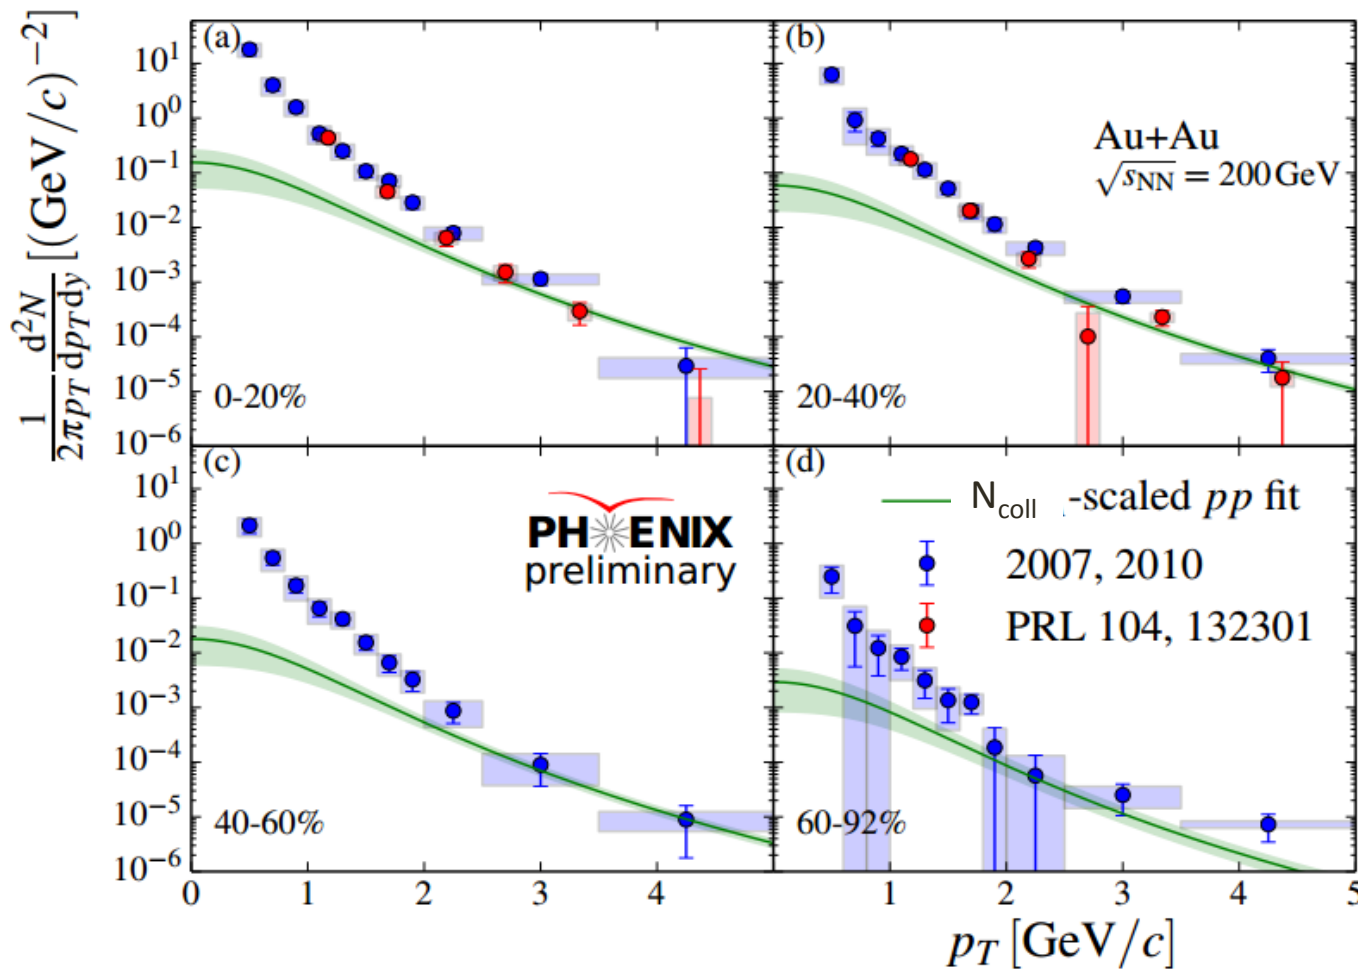 1/2πp_T d²N/dp_Tdy [(GeV/c)⁻²]
(a)
10¹
10⁰
10⁻¹
10⁻²
10⁻³
10⁻⁴
10⁻⁵
10⁻⁶
0-20%
(b)
Au+Au
√sNN = 200 GeV
20-40%
(c)
10¹
10⁰
10⁻¹
10⁻²
10⁻³
10⁻⁴
10⁻⁵
10⁻⁶
PHENIX
preliminary
40-60%
(d)
Ncoll -scaled pp fit
2007, 2010
PRL 104, 132301
60-92%
0 1 2 3 4 1 2 3 4 5
p_T [GeV/c]